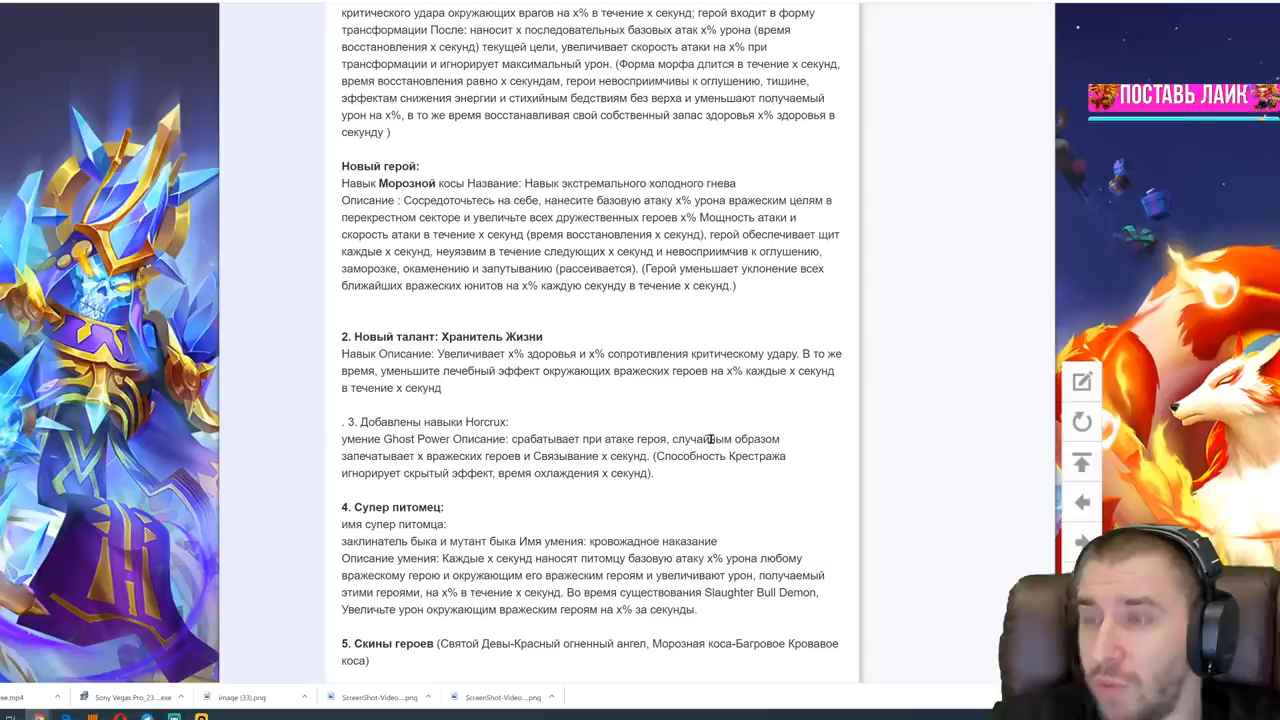 критического удара окружающих врагов на x% в течение x секунд; герой входит в форму
трансформации После: наносит x последовательных базовых атак x% урона (время
восстановления x секунд) текущей цели, увеличивает скорость атаки на x% при
трансформации и игнорирует максимальный урон. (Форма морфа длится в течение x секунд,
время восстановления равно x секундам, герои невосприимчивы к оглушению, тишине,
эффектам снижения энергии и стихийным бедствиям без верха и уменьшают получаемый
урон на x%, в то же время восстанавливая свой собственный запас здоровья x% здоровья в
секунду )
ПОСТАВЬ ЛАЙК
Новый герой:
Навык Морозной косы Название: Навык экстремального холодного гнева
Описание : Сосредоточьтесь на себе, нанесите базовую атаку x% урона вражеским целям в
перекрестном секторе и увеличьте всех дружественных героев x% Мощность атаки и
скорость атаки в течение x секунд (время восстановления x секунд), герой обеспечивает щит
каждые x секунд, неуязвим в течение следующих x секунд и невосприимчив к оглушению,
заморозке, окаменению и запутыванию (рассеивается). (Герой уменьшает уклонение всех
ближайших вражеских юнитов на x% каждую секунду в течение x секунд.)
2. Новый талант: Хранитель Жизни
Навык Описание: Увеличивает x% здоровья и x% сопротивления критическому удару. В то же
время, уменьшите лечебный эффект окружающих вражеских героев на x% каждые x секунд
в течение x секунд
. 3. Добавлены навыки Horcrux:
умение Ghost Power Описание: срабатывает при атаке героя, случайным образом
запечатывает x вражеских героев и Связывание x секунд. (Способность Крестража
игнорирует скрытый эффект, время охлаждения x секунд).
4. Супер питомец:
имя супер питомца:
заклинатель быка и мутант быка Имя умения: кровожадное наказание
Описание умения: Каждые x секунд наносят питомцу базовую атаку x% урона любому
вражескому герою и окружающим его вражеским героям и увеличивают урон, получаемый
этими героями, на x% в течение x секунд. Во время существования Slaughter Bull Demon,
Увеличьте урон окружающим вражеским героям на x% за секунды.
5. Скины героев (Святой Девы-Красный огненный ангел, Морозная коса-Багровое Кровавое
коса)
ee.mp4
Sony Vegas Pro_23....exe
image (33).png
ScreenShot-Video....png
ScreenShot-Video....png